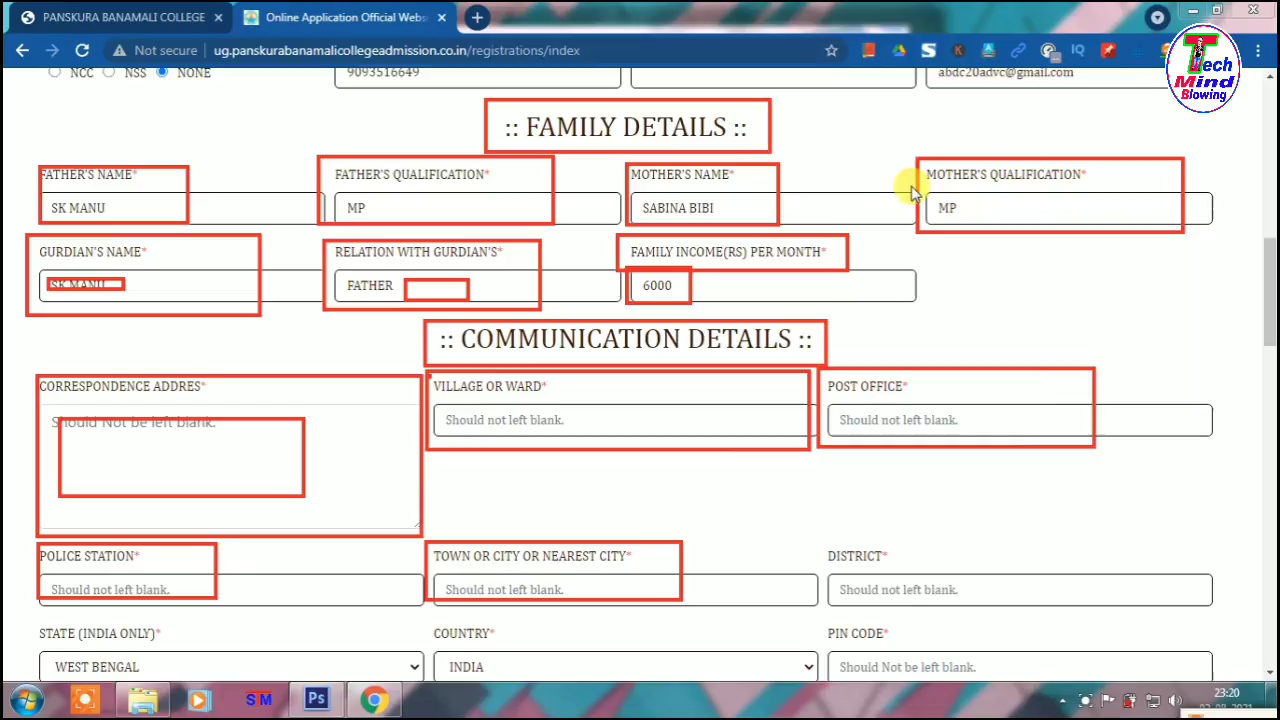 PANSKURA BANAMALI COLLEGE
Online Application Official Webs
Not secure
ug.panskurabanamalicollegeadmission.co.in/registrations/index
IQ
Tech
Mind
Blowing
NCC NSS NONE
9093516649
abdc20advc@gmail.com
:: FAMILY DETAILS ::
FATHER'S NAME* FATHER'S QUALIFICATION* MOTHER'S NAME* MOTHER'S QUALIFICATION*
SK MANU MP SABINA BIBI MP
GURDIAN'S NAME* RELATION WITH GURDIAN'S* FAMILY INCOME(RS) PER MONTH*
SK MANU FATHER 6000
:: COMMUNICATION DETAILS ::
CORRESPONDENCE ADDRES* VILLAGE OR WARD* POST OFFICE*
Should Not be left blank. Should not left blank. Should not left blank.
POLICE STATION* TOWN OR CITY OR NEAREST CITY* DISTRICT*
Should not left blank. Should not left blank. Should not left blank.
STATE (INDIA ONLY)* COUNTRY* PIN CODE*
WEST BENGAL INDIA Should Not be left blank.
SM Ps
23:20